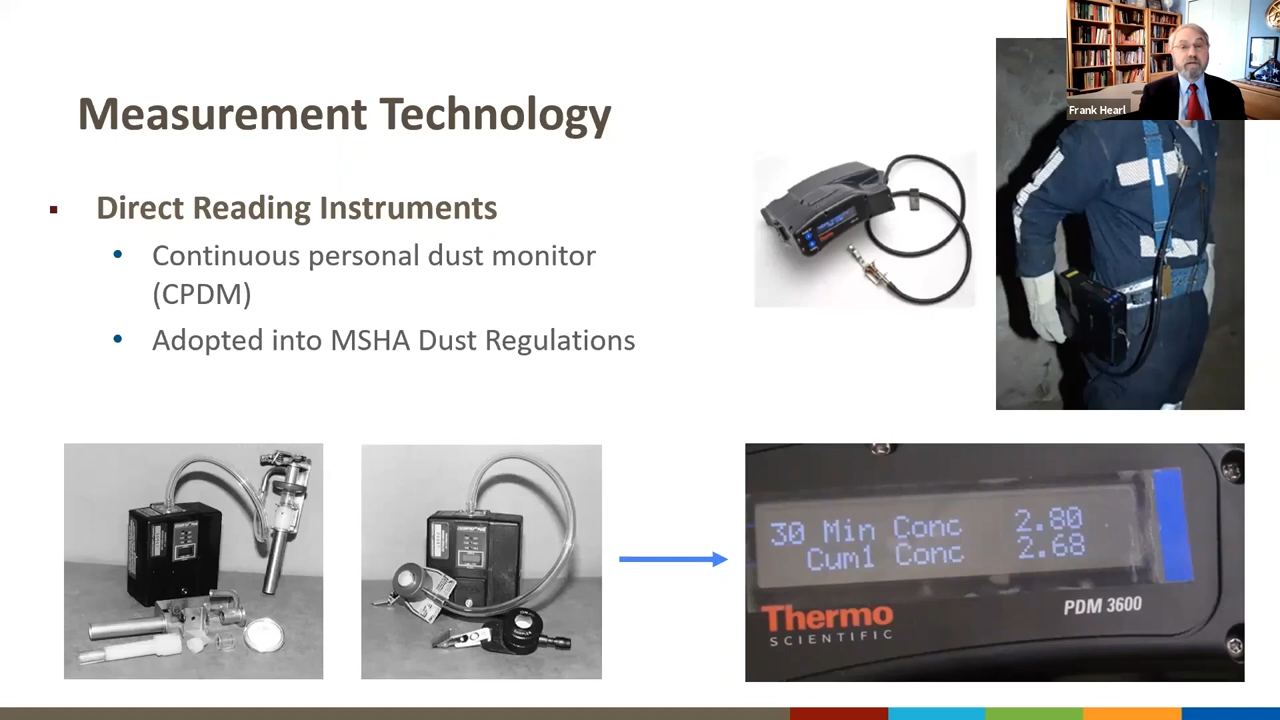 Frank Hearl
Measurement Technology
Direct Reading Instruments
Continuous personal dust monitor
(CPDM)
Adopted into MSHA Dust Regulations
30 Min Conc 2.80
Cum1 Conc 2.68
Thermo
SCIENTIFIC
PDM 3600